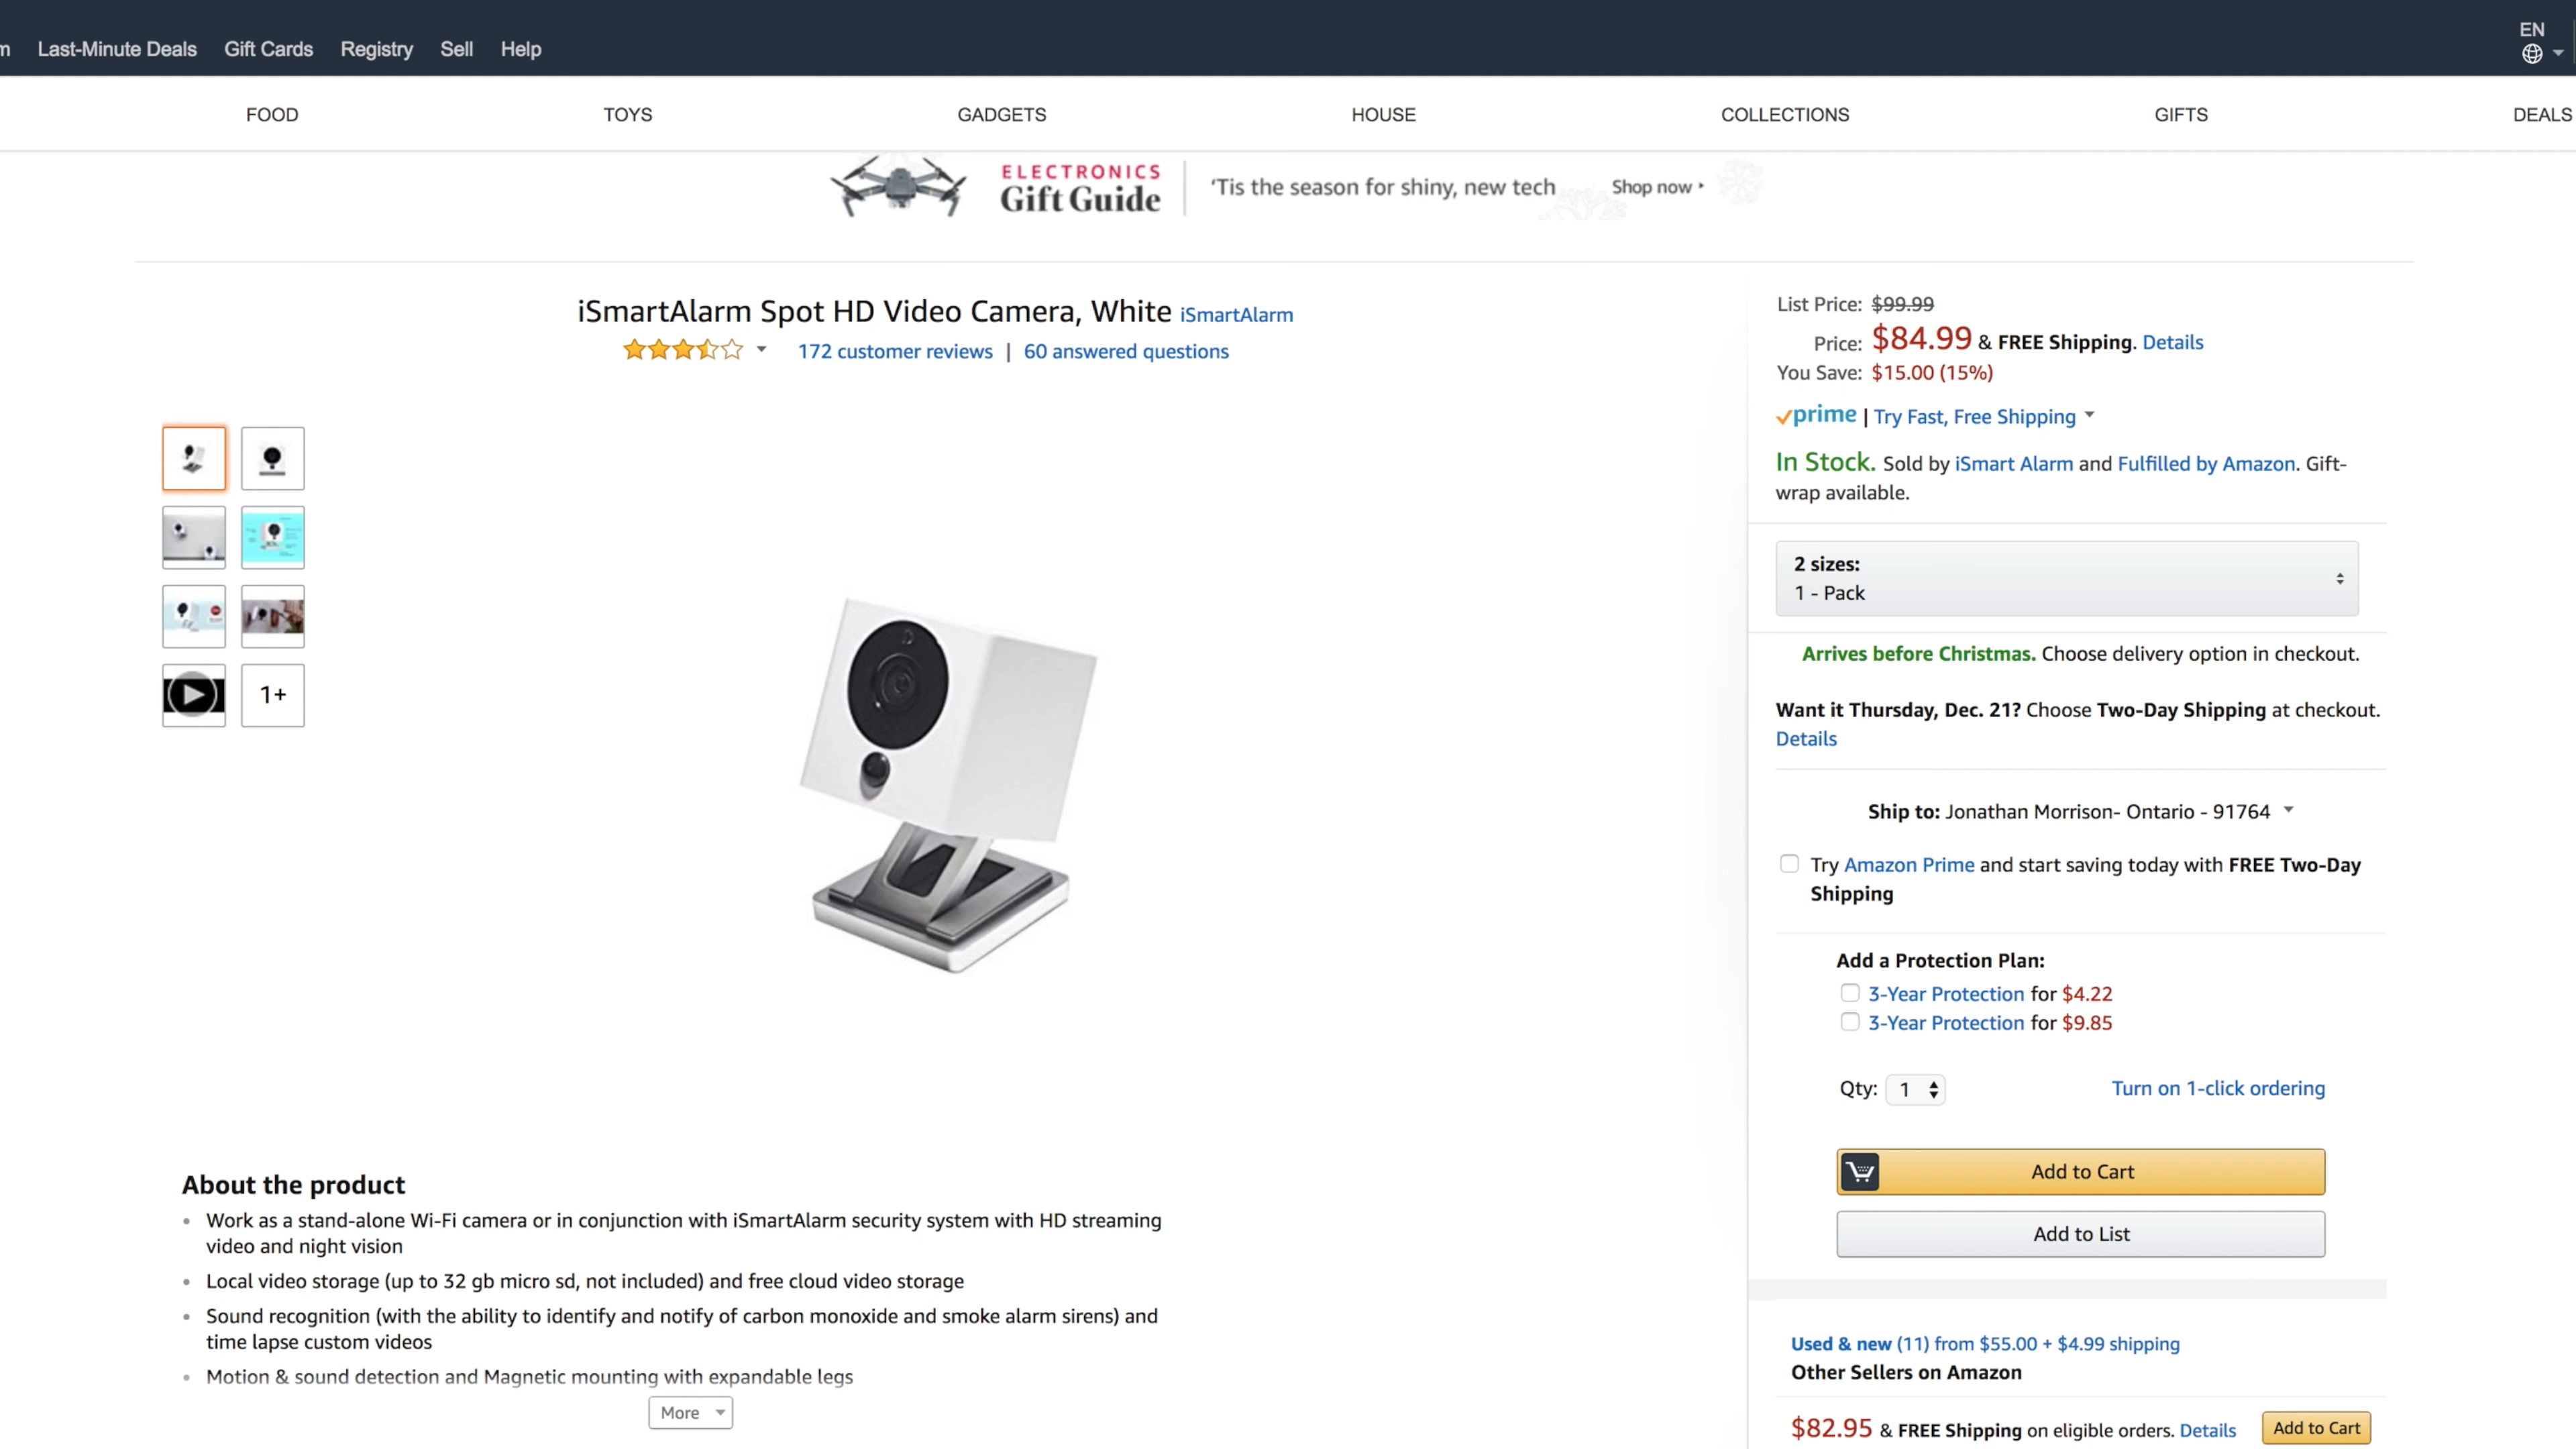 Last-Minute Deals Gift Cards Registry Sell Help
EN
FOOD TOYS GADGETS HOUSE COLLECTIONS GIFTS DEALS
ELECTRONICS
Gift Guide
'Tis the season for shiny, new tech
Shop now
iSmartAlarm Spot HD Video Camera, White iSmartAlarm
172 customer reviews | 60 answered questions
1+
About the product
Work as a stand-alone Wi-Fi camera or in conjunction with iSmartAlarm security system with HD streaming
video and night vision
Local video storage (up to 32 gb micro sd, not included) and free cloud video storage
Sound recognition (with the ability to identify and notify of carbon monoxide and smoke alarm sirens) and
time lapse custom videos
Motion & sound detection and Magnetic mounting with expandable legs
More
List Price: $99.99
Price: $84.99 & FREE Shipping. Details
You Save: $15.00 (15%)
prime | Try Fast, Free Shipping
In Stock. Sold by iSmart Alarm and Fulfilled by Amazon. Gift-
wrap available.
2 sizes:
1 - Pack
Arrives before Christmas. Choose delivery option in checkout.
Want it Thursday, Dec. 21? Choose Two-Day Shipping at checkout.
Details
Ship to: Jonathan Morrison- Ontario - 91764
Try Amazon Prime and start saving today with FREE Two-Day
Shipping
Add a Protection Plan:
3-Year Protection for $4.22
3-Year Protection for $9.85
Qty: 1 Turn on 1-click ordering
Add to Cart
Add to List
Used & new (11) from $55.00 + $4.99 shipping
Other Sellers on Amazon
$82.95 & FREE Shipping on eligible orders. Details Add to Cart